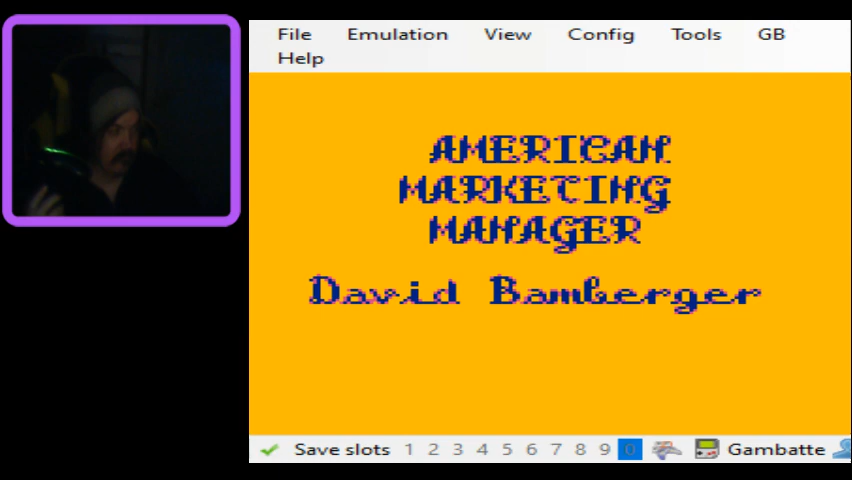 File Emulation View Config Tools GB
Help
AMERICAN
MARKETING
MANAGER
David Bamberger
Save slots 1 2 3 4 5 6 7 8 9 0 Gambatte